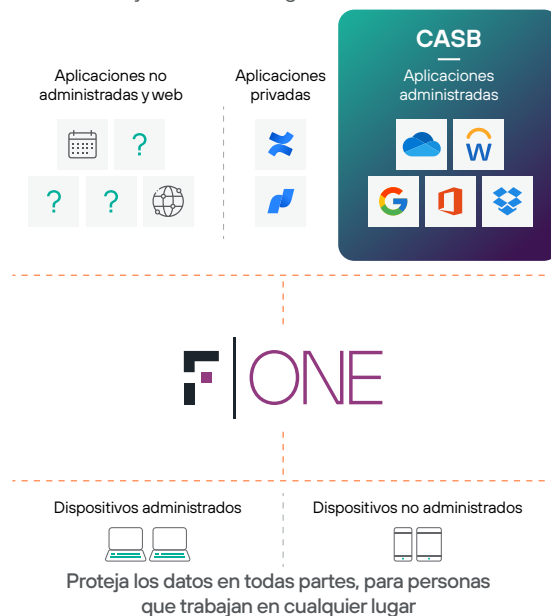 CASB
Aplicaciones no
administradas y web
Aplicaciones
privadas
Aplicaciones
administradas
?
? ?
F|ONE
Dispositivos administrados
Dispositivos no administrados
Proteja los datos en todas partes, para personas
que trabajan en cualquier lugar